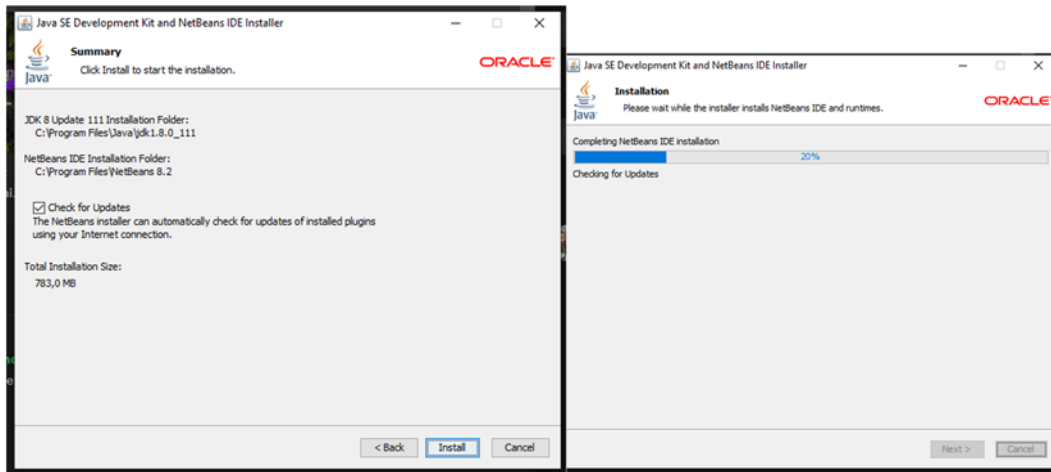 Java SE Development Kit and NetBeans IDE Installer
Summary
Click Install to start the installation.
Java
ORACLE
JDK 8 Update 111 Installation Folder:
C:\Program Files\Java\jdk1.8.0_111
NetBeans IDE Installation Folder:
C:\Program Files\NetBeans 8.2
Check for Updates
The NetBeans installer can automatically check for updates of installed plugins
using your Internet connection.
Total Installation Size:
783,0 MB
< Back
Install
Cancel
Java SE Development Kit and NetBeans IDE Installer
Installation
Please wait while the installer installs NetBeans IDE and runtimes.
Java
ORACLE
Completing NetBeans IDE installation
20%
Checking for Updates
Next >
Cancel